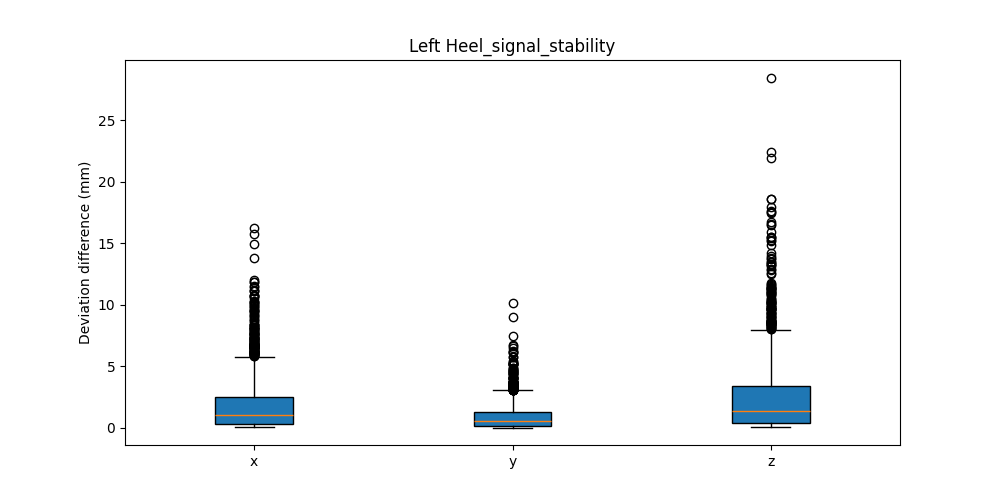 Left Heel_signal_stability
Deviation difference (mm)
25
20
15
10
5
0
x
y
z